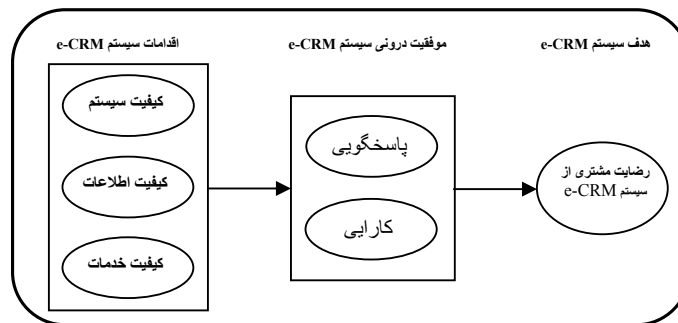 هدف سیستم e-CRM
موفقیت درونی سیستم e-CRM
اقدامات سیستم e-CRM
کیفیت سیستم
کیفیت اطلاعات
کیفیت خدمات
پاسخگویی
کارایی
رضایت مشتری از
سیستم e-CRM